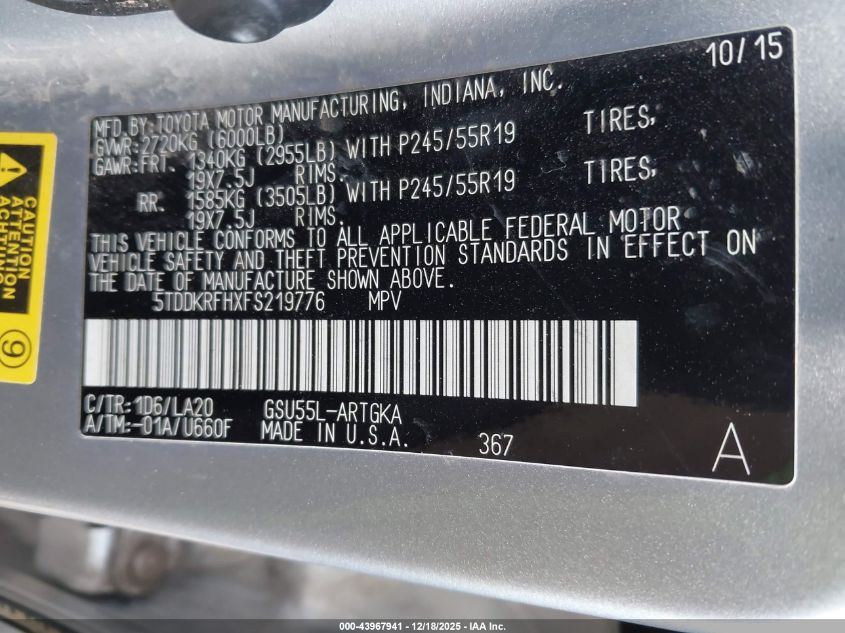 10/15
MFD.BY:TOYOTA MOTOR MANUFACTURING, INDIANA, INC.
GVWR:2720KG (6000LB)
GAWR:FRT. 1340KG (2955LB) WITH P245/55R19 TIRES,
19X7.5J RIMS.
RR. 1585KG (3505LB) WITH P245/55R19 TIRES,
19X7.5J RIMS.
THIS VEHICLE CONFORMS TO ALL APPLICABLE FEDERAL MOTOR
VEHICLE SAFETY AND THEFT PREVENTION STANDARDS IN EFFECT ON
THE DATE OF MANUFACTURE SHOWN ABOVE.
5TDDKRFHXFS219776 MPV
C/TR:1D6/LA20 GSU55L-ARTGKA
A/TM:-01A/U660F MADE IN U.S.A. 367
A
CAUTION
ATTENTION
ACHTUNG
9
000-43967941 – 12/18/2025 – IAA Inc.